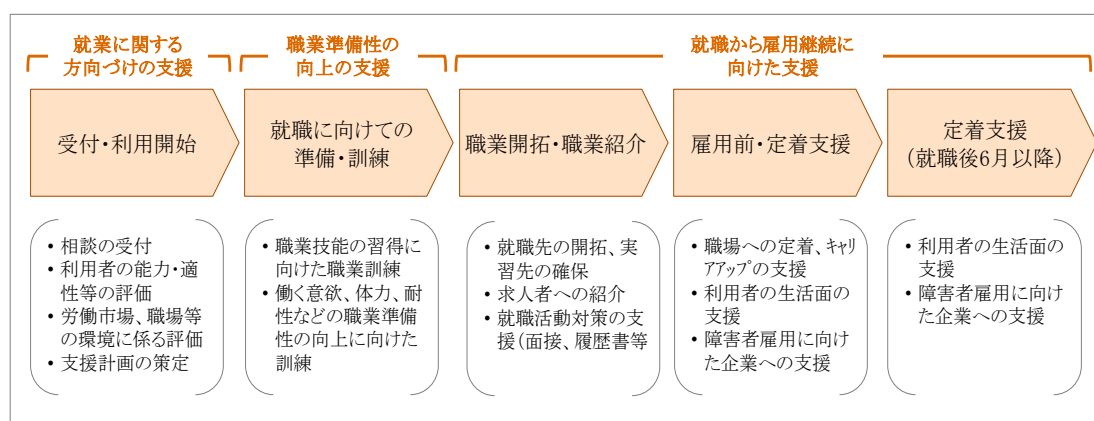 就業に関する
方向づけの支援
職業準備性の
向上の支援
就職から雇用継続に
向けた支援
受付・利用開始
就職に向けての
準備・訓練
職業開拓・職業紹介
雇用前・定着支援
定着支援
(就職後6月以降)
• 相談の受付
• 利用者の能力・適
性等の評価
• 労働市場、職場等
の環境に係る評価
• 支援計画の策定
• 職業技能の習得に
向けた職業訓練
• 働く意欲、体力、耐
性などの職業準備
性の向上に向けた
訓練
• 就職先の開拓、実
習先の確保
• 求人者への紹介
• 就職活動対策の支
援(面接、履歴書等
• 職場への定着、ｷｬﾘ
ｱｱｯﾌﾟの支援
• 利用者の生活面の
支援
• 障害者雇用に向け
た企業への支援
• 利用者の生活面の
支援
• 障害者雇用に向け
た企業への支援